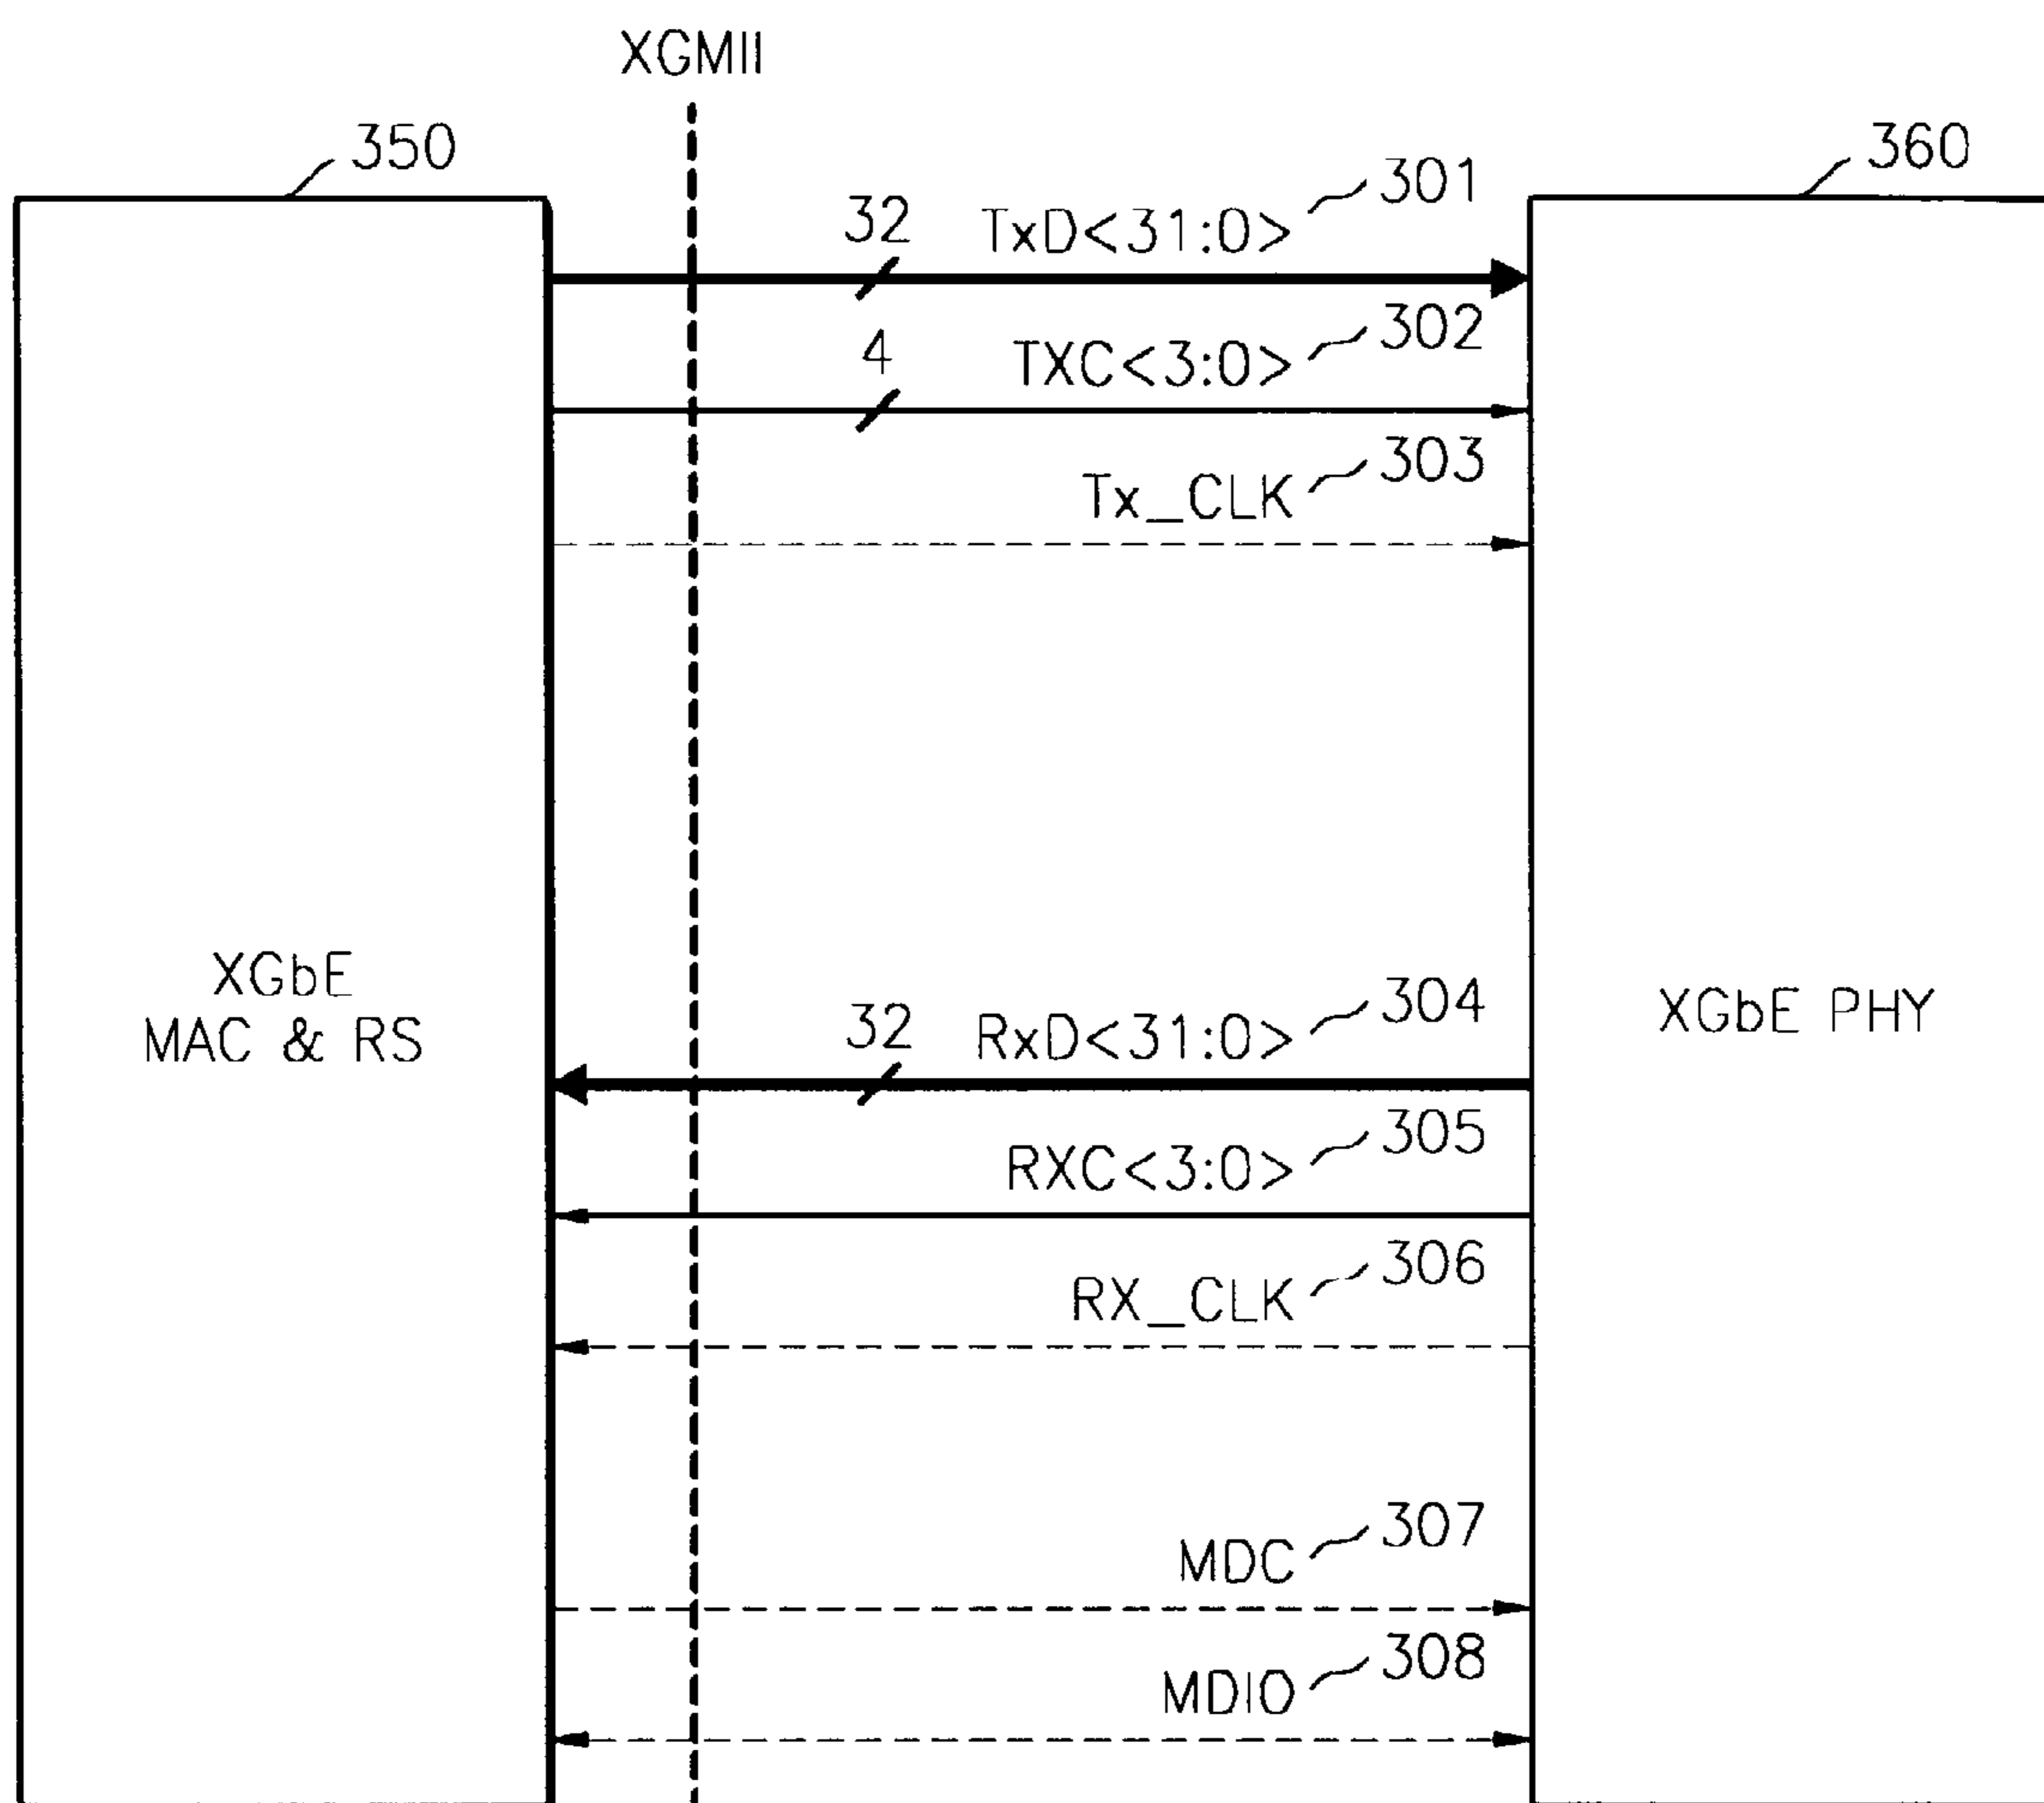 XGMII
350
360
32
TxD<31:0>
301
4
TXC<3:0>
302
Tx_CLK
303
XGbE
MAC & RS
XGbE PHY
32
RxD<31:0>
304
RXC<3:0>
305
RX_CLK
306
MDC
307
MDIO
308